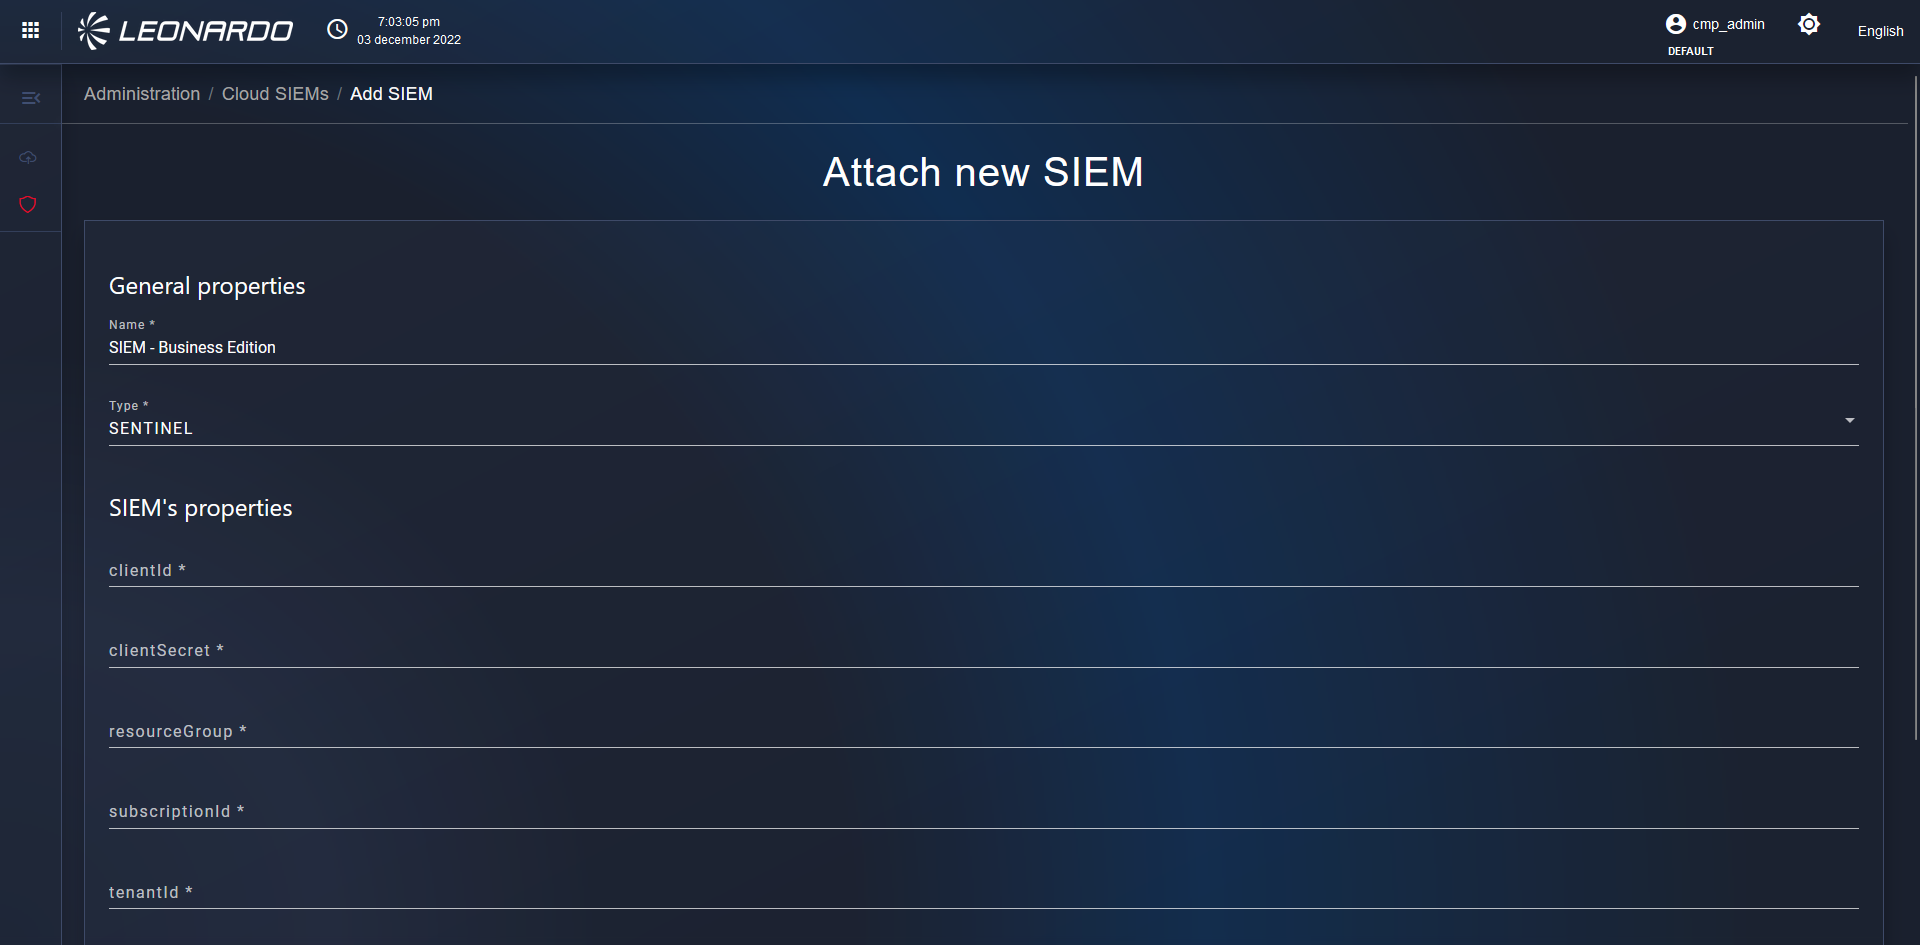 LEONARDO
7:03:05 pm
03 december 2022
cmp_admin
DEFAULT
English
Administration / Cloud SIEMs / Add SIEM
Attach new SIEM
General properties
Name *
SIEM - Business Edition
Type *
SENTINEL
SIEM's properties
clientId *
clientSecret *
resourceGroup *
subscriptionId *
tenantId *